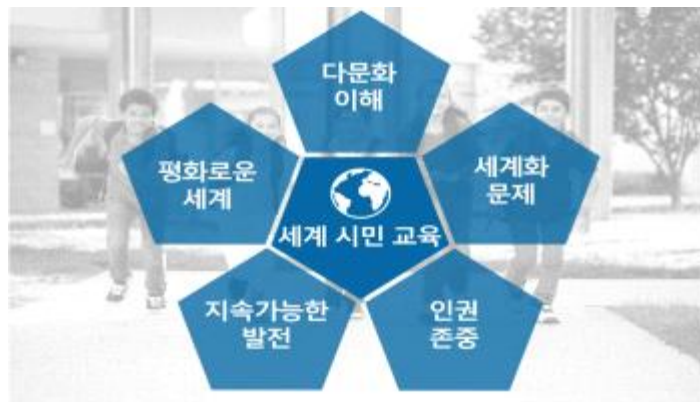 다문화
이해
평화로운
세계
세계화
문제
세계 시민 교육
지속가능한
발전
인권
존중